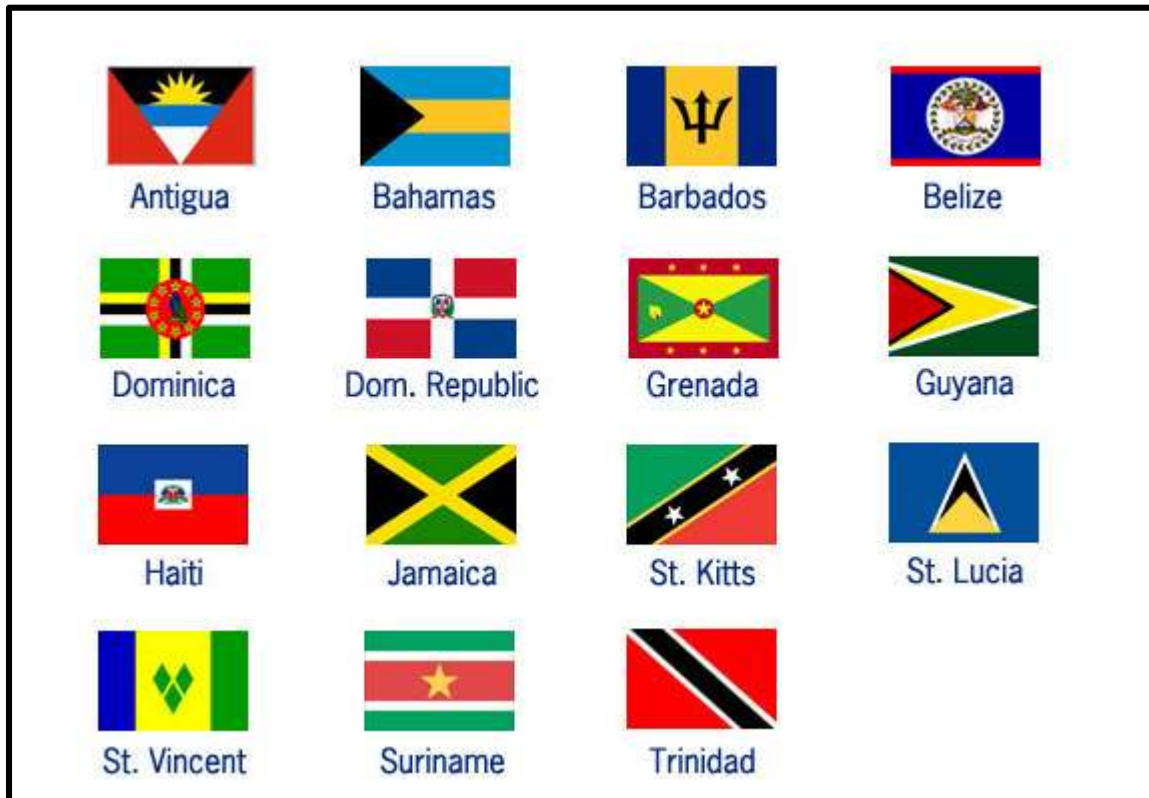 Antigua Bahamas Barbados Belize
Dominica Dom. Republic Grenada Guyana
Haiti Jamaica St. Kitts St. Lucia
St. Vincent Suriname Trinidad